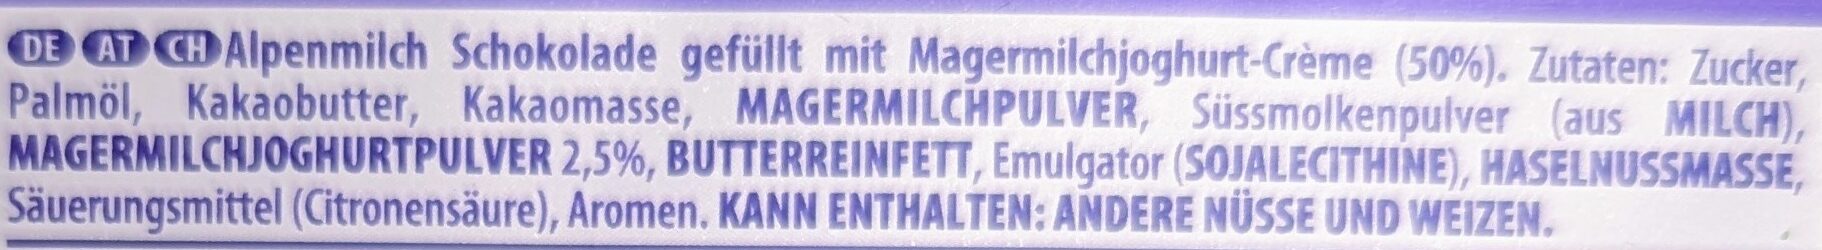 DE AT CH Alpenmilch Schokolade gefüllt mit Magermilchjoghurt-Crème (50%). Zutaten: Zucker,
Palmöl, Kakaobutter, Kakaomasse, MAGERMILCHPULVER, Süssmolkenpulver (aus MILCH),
MAGERMILCHJOGHURTPULVER 2,5%, BUTTERREINFETT, Emulgator (SOJALECITHINE), HASELNUSSMASSE,
Säuerungsmittel (Citronensäure), Aromen. KANN ENTHALTEN: ANDERE NÜSSE UND WEIZEN.